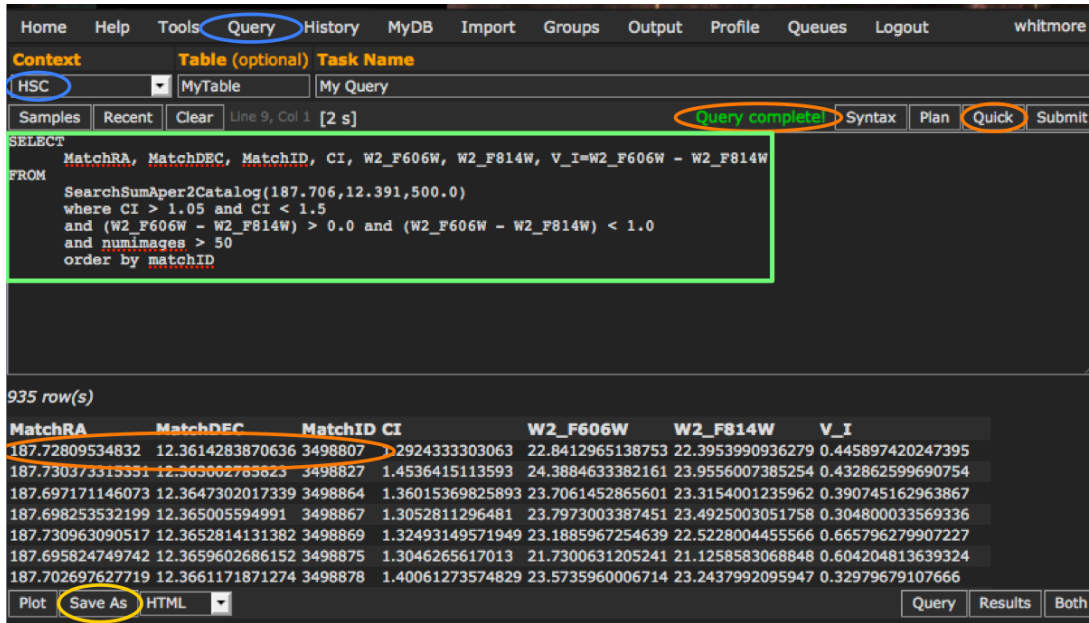 Home Help Tools Query History MyDB Import Groups Output Profile Queues Logout whitmore
Context Table (optional) Task Name
HSC MyTable My Query
Samples Recent Clear Line 9, Col 1 [2 s] Query complete! Syntax Plan Quick Submit
SELECT
MatchRA, MatchDEC, MatchID, CI, W2_F606W, W2_F814W, V_I=W2_F606W - W2_F814W
FROM
SearchSumAper2Catalog(187.706,12.391,500.0)
where CI > 1.05 and CI < 1.5
and (W2_F606W - W2_F814W) > 0.0 and (W2_F606W - W2_F814W) < 1.0
and numimages > 50
order by matchID
935 row(s)
MatchRA MatchDEC MatchID CI W2_F606W W2_F814W V_I
187.72809534832 12.3614283870636 3498807 1.2924333303063 22.8412965138753 22.3953990936279 0.445897420247395
187.730373315351 12.363002785823 3498827 1.4536415113593 24.3884633382161 23.9556007385254 0.432862599690754
187.697171146073 12.3647302017339 3498864 1.36015369825893 23.7061452865601 23.3154001235962 0.390745162963867
187.698253532199 12.365005594991 3498867 1.3052811296481 23.7973003387451 23.4925003051758 0.304800033569336
187.730963090517 12.3652814131382 3498869 1.32493149571949 23.1885967254639 22.5228004455566 0.665796279907227
187.695824749742 12.3659602686152 3498875 1.3046265617013 21.7300631205241 21.1258583068848 0.604204813639324
187.702697627719 12.3661171871274 3498878 1.40061273574829 23.5735960006714 23.2437992095947 0.32979679107666
Plot Save As HTML Query Results Both